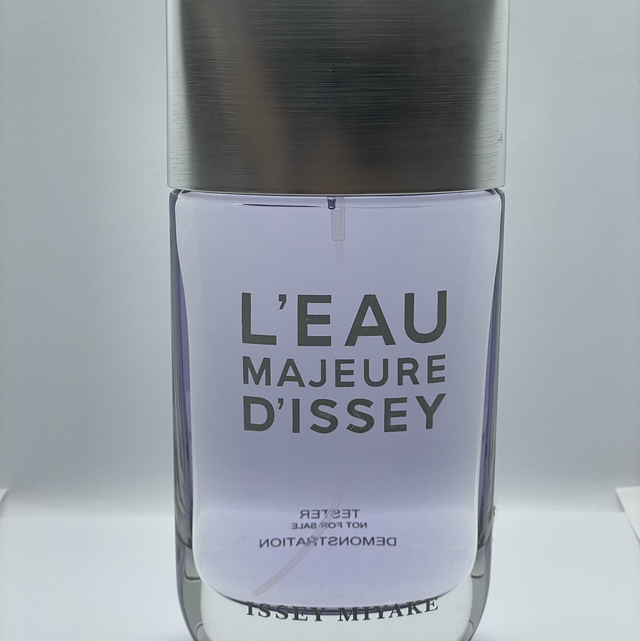 L'EAU
MAJEURE
D'ISSEY
TESTER
NOT FOR SALE
DEMONSTRATION
ISSEY MIYAKE